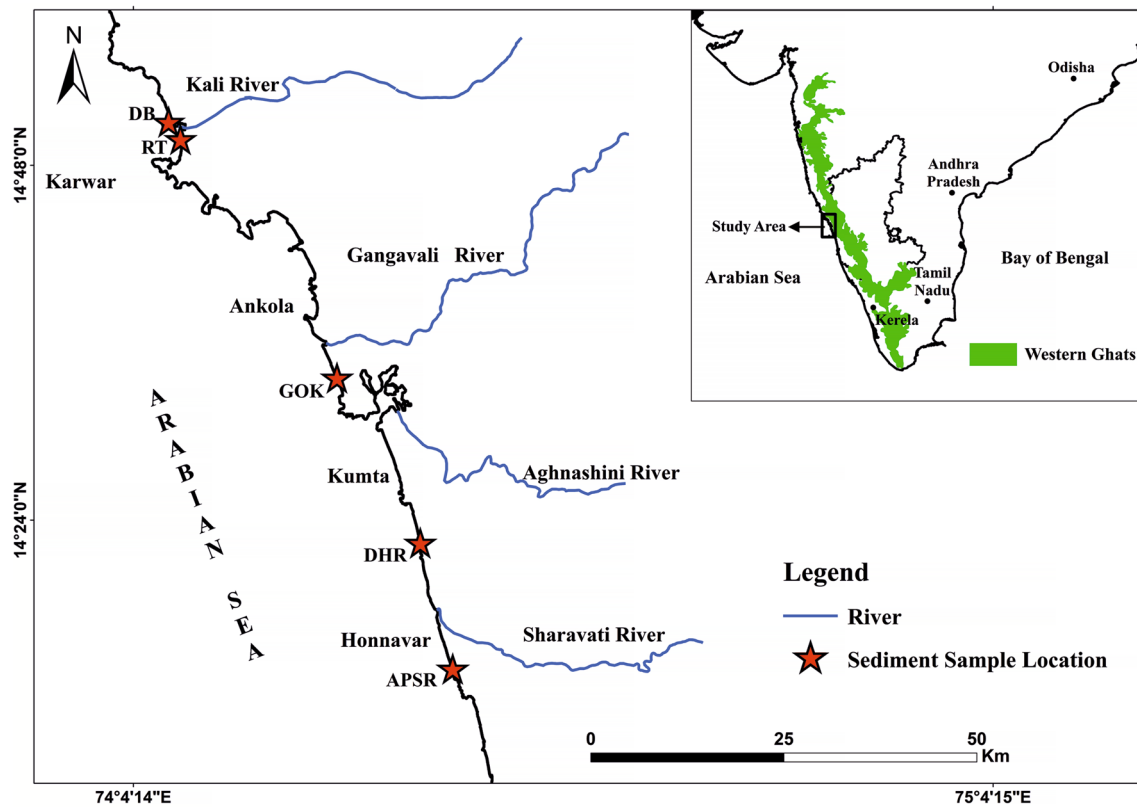 N
Kali River
DB
RT
Karwar
14°48'0"N
Gangavali River
Ankola
GOK
Kumta
Aghnashini River
ARABIAN SEA
14°24'0"N
DHR
Honnavar
Sharavati River
APSR
Odisha
Andhra
Pradesh
Study Area
Arabian Sea
Bay of Bengal
Tamil
Nadu
Kerela
Western Ghats
Legend
River
Sediment Sample Location
0 25 50
Km
74°4'14"E 75°4'15"E